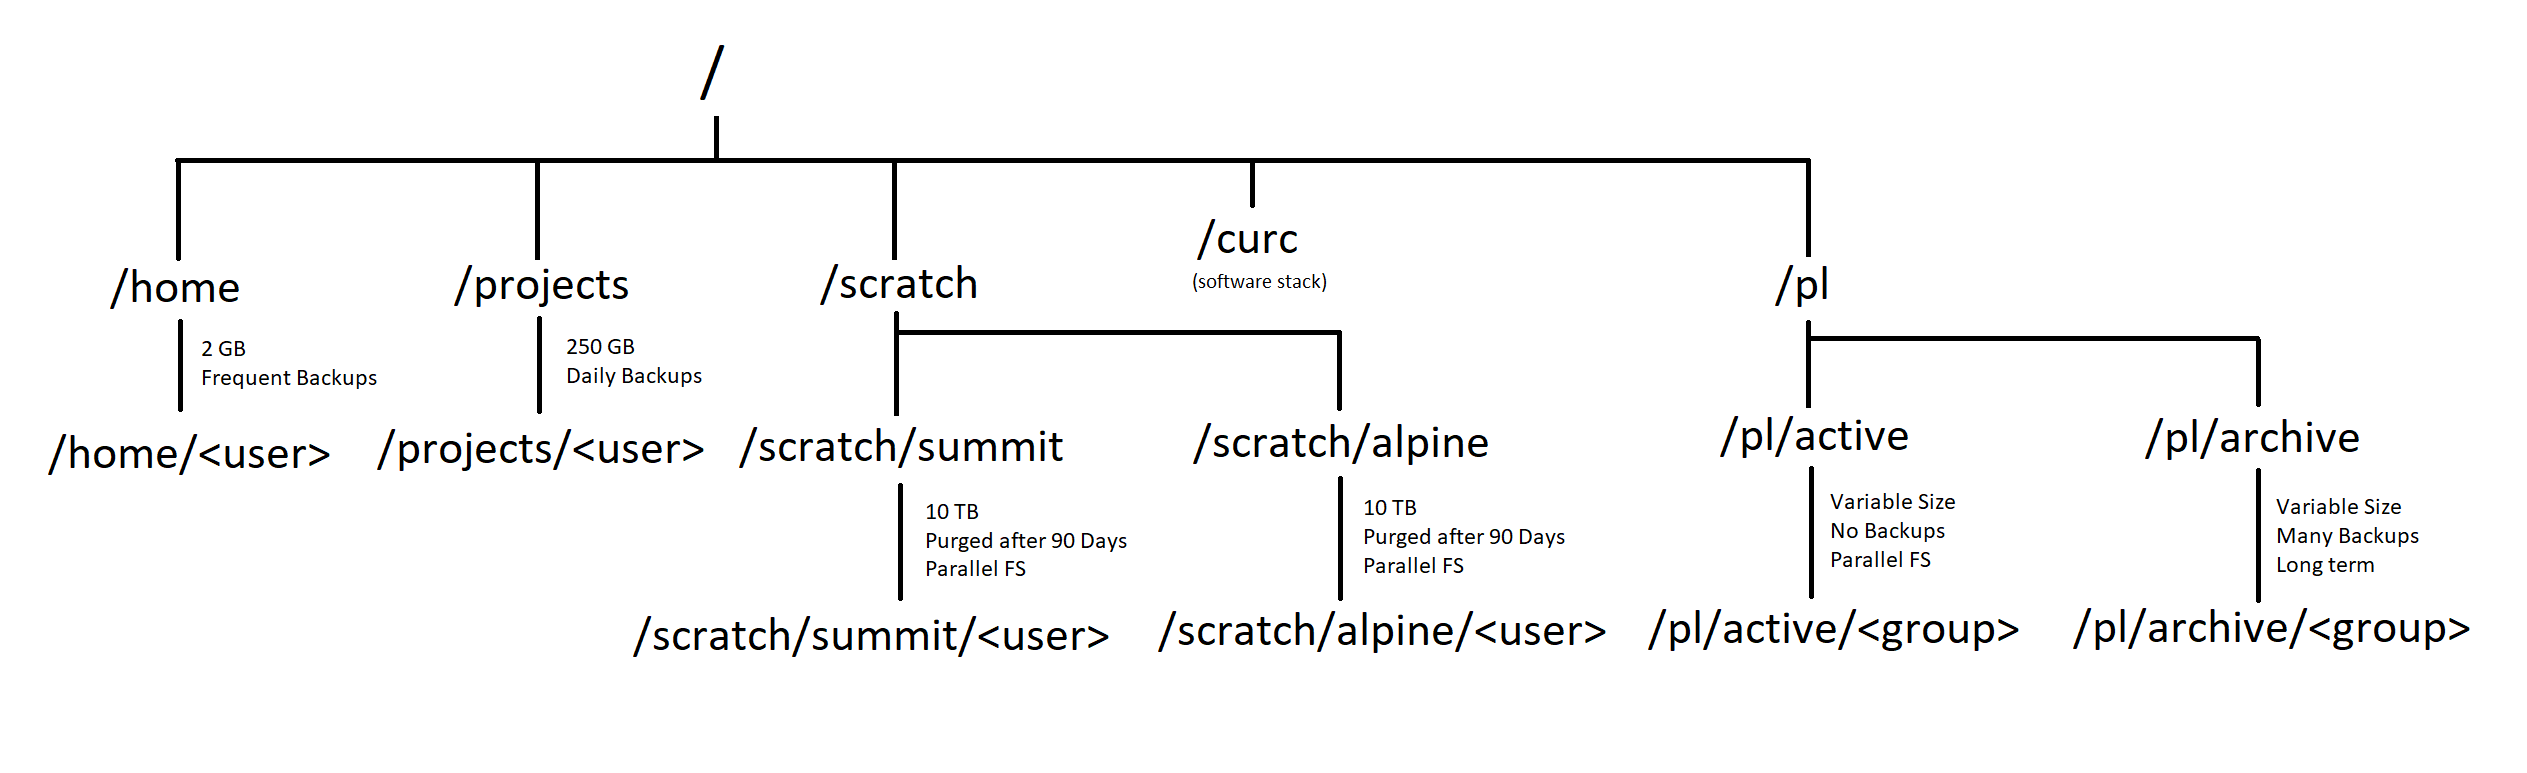 /
/home
/projects
/scratch
/curc
(software stack)
/pl
2 GB
Frequent Backups
250 GB
Daily Backups
/home/<user>
/projects/<user>
/scratch/summit
/scratch/alpine
/pl/active
/pl/archive
10 TB
Purged after 90 Days
Parallel FS
10 TB
Purged after 90 Days
Parallel FS
Variable Size
No Backups
Parallel FS
Variable Size
Many Backups
Long term
/scratch/summit/<user>
/scratch/alpine/<user>
/pl/active/<group>
/pl/archive/<group>